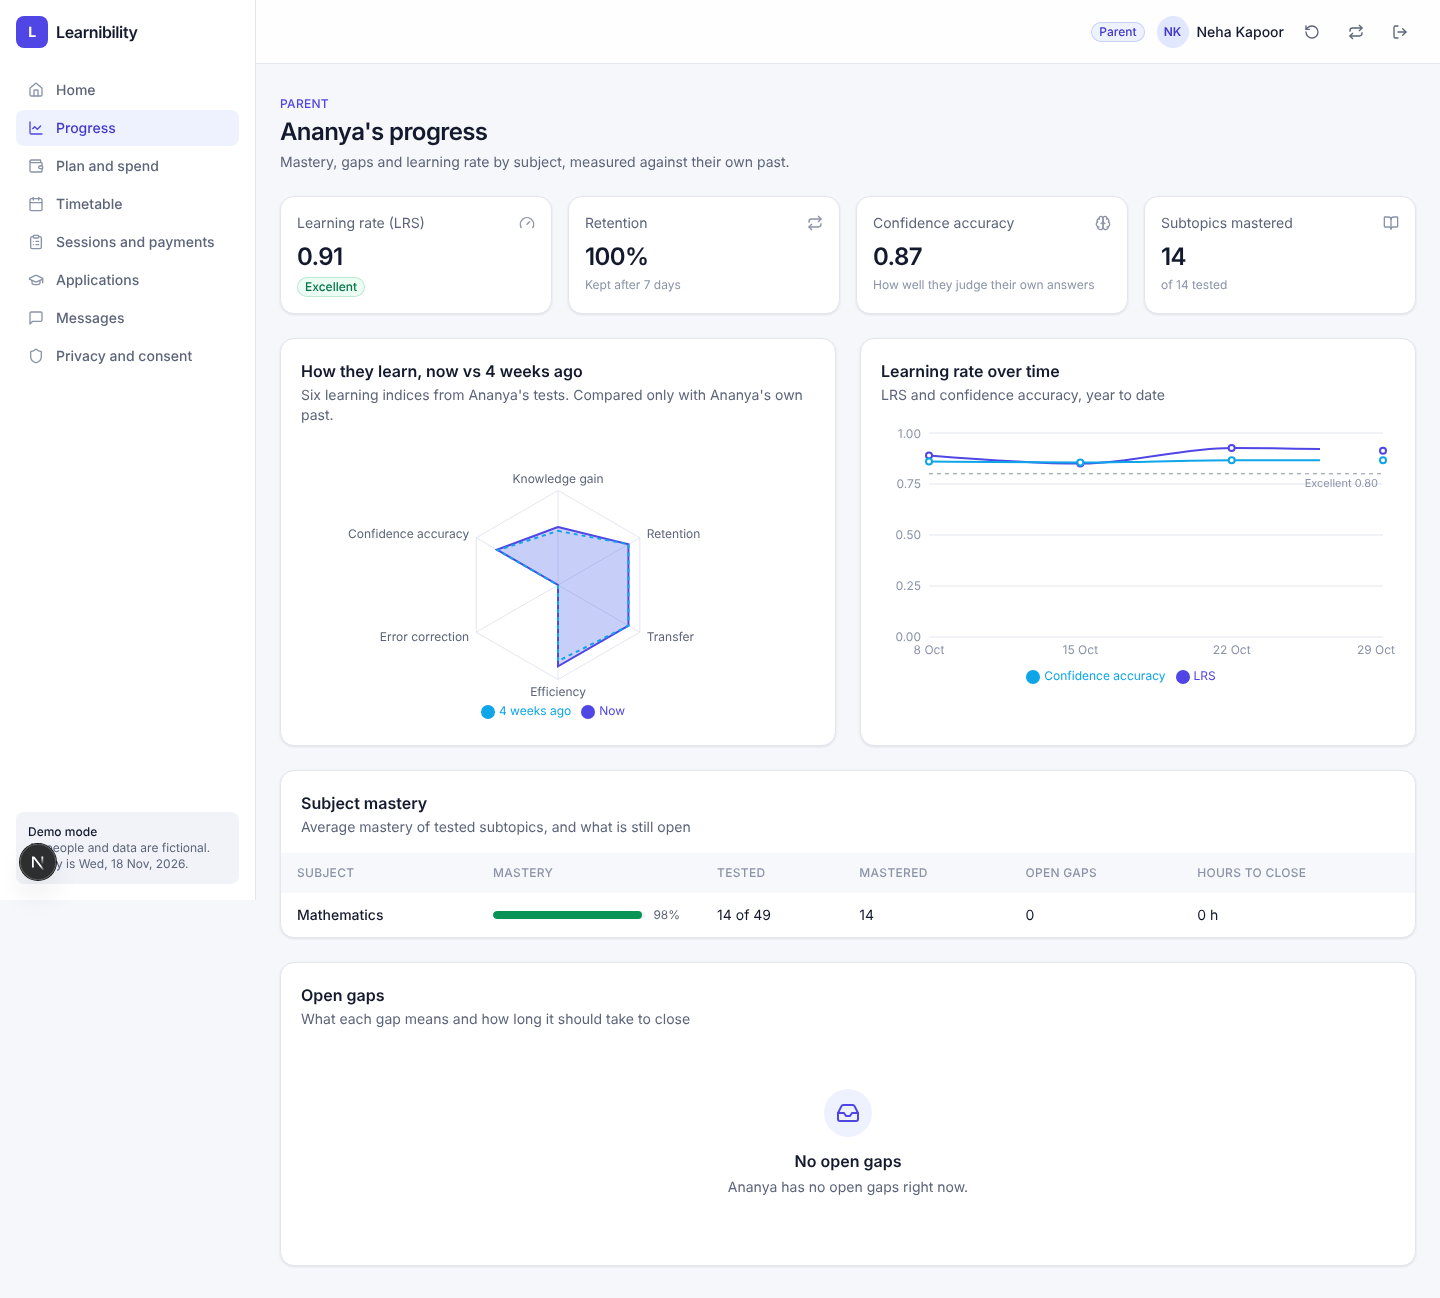 L Learnibility
Parent NK Neha Kapoor
Home
Progress
Plan and spend
Timetable
Sessions and payments
Applications
Messages
Privacy and consent
Demo mode
people and data are fictional.
is Wed, 18 Nov, 2026.
N
PARENT
Ananya's progress
Mastery, gaps and learning rate by subject, measured against their own past.
Learning rate (LRS)
0.91
Excellent
Retention
100%
Kept after 7 days
Confidence accuracy
0.87
How well they judge their own answers
Subtopics mastered
14
of 14 tested
How they learn, now vs 4 weeks ago
Six learning indices from Ananya's tests. Compared only with Ananya's own
past.
Knowledge gain
Confidence accuracy
Retention
Error correction
Transfer
Efficiency
4 weeks ago Now
Learning rate over time
LRS and confidence accuracy, year to date
1.00
0.75
Excellent 0.80
0.50
0.25
0.00
8 Oct 15 Oct 22 Oct 29 Oct
Confidence accuracy LRS
Subject mastery
Average mastery of tested subtopics, and what is still open
SUBJECT MASTERY TESTED MASTERED OPEN GAPS HOURS TO CLOSE
Mathematics 98% 14 of 49 14 0 0 h
Open gaps
What each gap means and how long it should take to close
No open gaps
Ananya has no open gaps right now.